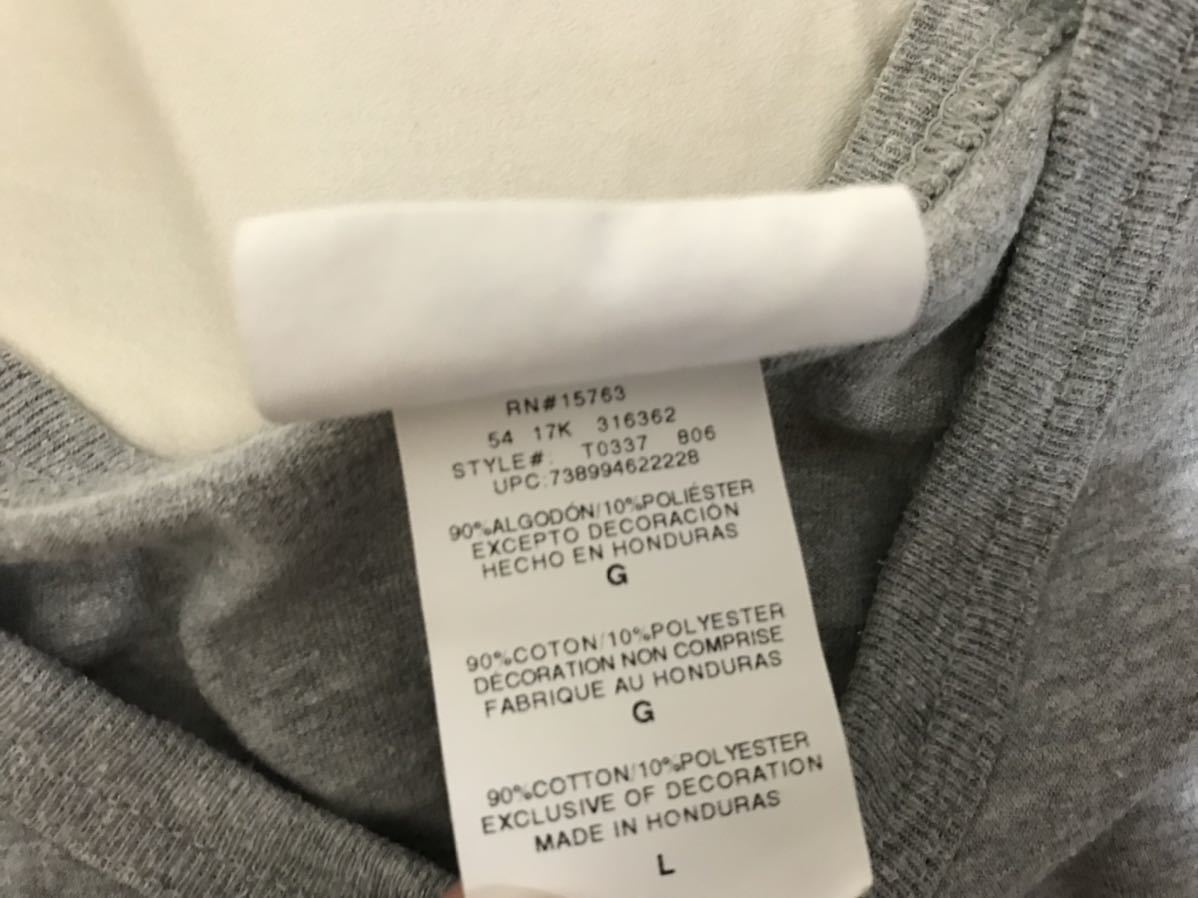 RN#15763
54 17K 316362
STYLE#: T0337 806
UPC:738994622228
90%ALGODÓN/10%POLIÉSTER
EXCEPTO DECORACIÓN
HECHO EN HONDURAS
G
90%COTON/10%POLYESTER
DÉCORATION NON COMPRISE
FABRIQUE AU HONDURAS
G
90%COTTON/10%POLYESTER
EXCLUSIVE OF DECORATION
MADE IN HONDURAS
L